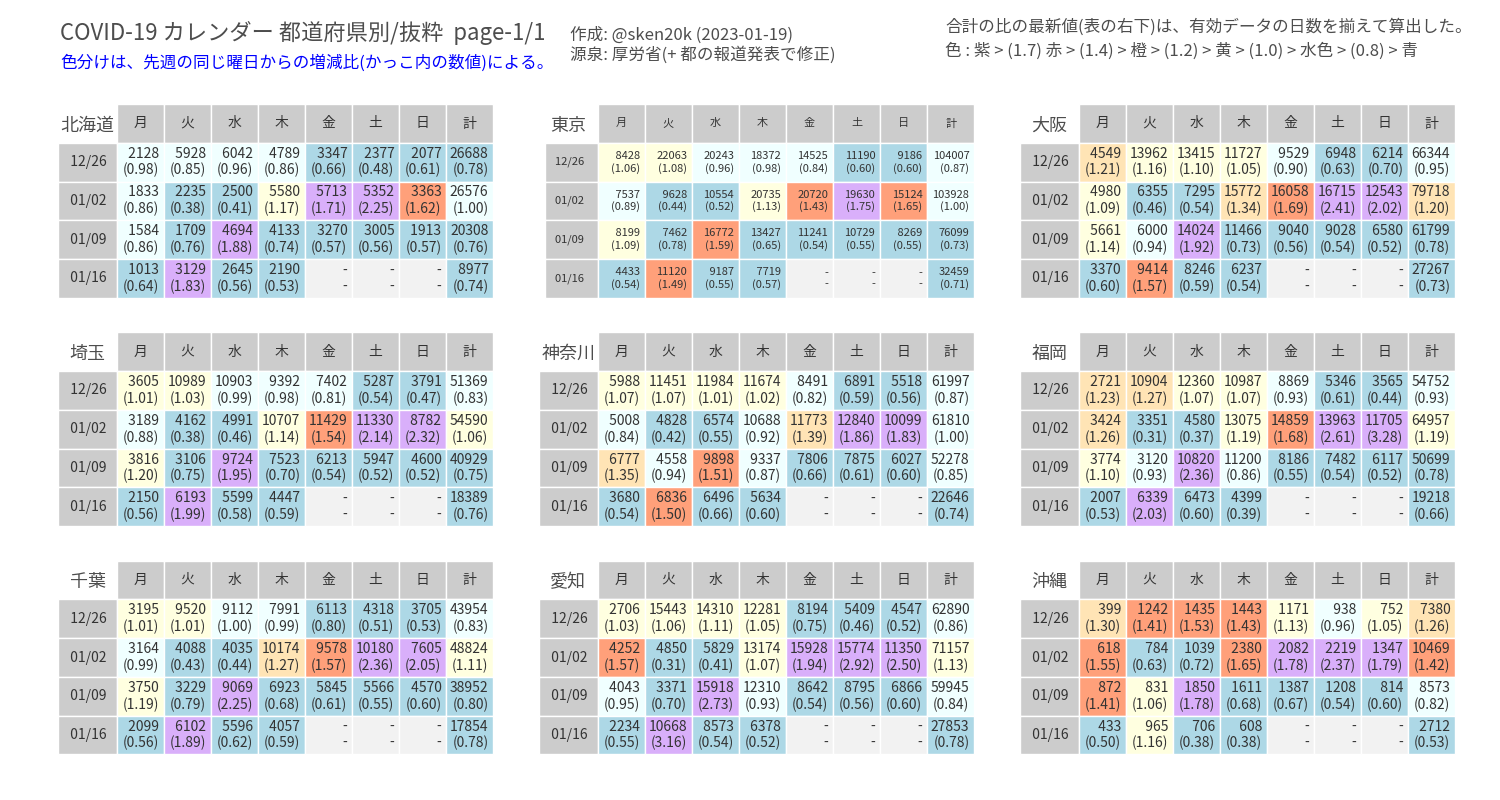 COVID-19 カレンダー 都道府県別/抜粋 page-1/1
色分けは、先週の同じ曜日からの増減比(かっこ内の数値)による。
作成: @sken20k (2023-01-19)
源泉: 厚労省(+ 都の報道発表で修正)
合計の比の最新値(表の右下)は、有効データの日数を揃えて算出した。
色 : 紫 > (1.7) 赤 > (1.4) > 橙 > (1.2) > 黄 > (1.0) > 水色 > (0.8) > 青
北海道 月 火 水 木 金 土 日 計
12/26 2128 5928 6042 4789 3347 2377 2077 26688
(0.98) (0.85) (0.96) (0.86) (0.66) (0.48) (0.61) (0.78)
01/02 1833 2235 2500 5580 5713 5352 3363 26576
(0.86) (0.38) (0.41) (1.17) (1.71) (2.25) (1.62) (1.00)
01/09 1584 1709 4694 4133 3270 3005 1913 20308
(0.86) (0.76) (1.88) (0.74) (0.57) (0.56) (0.57) (0.76)
01/16 1013 3129 2645 2190 - - - 8977
(0.64) (1.83) (0.56) (0.53) - - - (0.74)
東京 月 火 水 木 金 土 日 計
12/26 8428 22063 20243 18372 14525 11190 9186 104007
(1.06) (1.08) (0.96) (0.98) (0.84) (0.60) (0.60) (0.87)
01/02 7537 9628 10554 20735 20720 19630 15124 103928
(0.89) (0.44) (0.52) (1.13) (1.43) (1.75) (1.65) (1.00)
01/09 8199 7462 16772 13427 11241 10729 8269 76099
(1.09) (0.78) (1.59) (0.65) (0.54) (0.55) (0.55) (0.73)
01/16 4433 11120 9187 7719 - - - 32459
(0.54) (1.49) (0.55) (0.57) - - - (0.71)
大阪 月 火 水 木 金 土 日 計
12/26 4549 13962 13415 11727 9529 6948 6214 66344
(1.21) (1.16) (1.10) (1.05) (0.90) (0.63) (0.70) (0.95)
01/02 4980 6355 7295 15772 16058 16715 12543 79718
(1.09) (0.46) (0.54) (1.34) (1.69) (2.41) (2.02) (1.20)
01/09 5661 6000 14024 11466 9040 9028 6580 61799
(1.14) (0.94) (1.92) (0.73) (0.56) (0.54) (0.52) (0.78)
01/16 3370 9414 8246 6237 - - - 27267
(0.60) (1.57) (0.59) (0.54) - - - (0.73)
埼玉 月 火 水 木 金 土 日 計
12/26 3605 10989 10903 9392 7402 5287 3791 51369
(1.01) (1.03) (0.99) (0.98) (0.81) (0.54) (0.47) (0.83)
01/02 3189 4162 4991 10707 11429 11330 8782 54590
(0.88) (0.38) (0.46) (1.14) (1.54) (2.14) (2.32) (1.06)
01/09 3816 3106 9724 7523 6213 5947 4600 40929
(1.20) (0.75) (1.95) (0.70) (0.54) (0.52) (0.52) (0.75)
01/16 2150 6193 5599 4447 - - - 18389
(0.56) (1.99) (0.58) (0.59) - - - (0.76)
神奈川 月 火 水 木 金 土 日 計
12/26 5988 11451 11984 11674 8491 6891 5518 61997
(1.07) (1.07) (1.01) (1.02) (0.82) (0.59) (0.56) (0.87)
01/02 5008 4828 6574 10688 11773 12840 10099 61810
(0.84) (0.42) (0.55) (0.92) (1.39) (1.86) (1.83) (1.00)
01/09 6777 4558 9898 9337 7806 7875 6027 52278
(1.35) (0.94) (1.51) (0.87) (0.66) (0.61) (0.60) (0.85)
01/16 3680 6836 6496 5634 - - - 22646
(0.54) (1.50) (0.66) (0.60) - - - (0.74)
福岡 月 火 水 木 金 土 日 計
12/26 2721 10904 12360 10987 8869 5346 3565 54752
(1.23) (1.27) (1.07) (1.07) (0.93) (0.61) (0.44) (0.93)
01/02 3424 3351 4580 13075 14859 13963 11705 64957
(1.26) (0.31) (0.37) (1.19) (1.68) (2.61) (3.28) (1.19)
01/09 3774 3120 10820 11200 8186 7482 6117 50699
(1.10) (0.93) (2.36) (0.86) (0.55) (0.54) (0.52) (0.78)
01/16 2007 6339 6473 4399 - - - 19218
(0.53) (2.03) (0.60) (0.39) - - - (0.66)
千葉 月 火 水 木 金 土 日 計
12/26 3195 9520 9112 7991 6113 4318 3705 43954
(1.01) (1.01) (1.00) (0.99) (0.80) (0.51) (0.53) (0.83)
01/02 3164 4088 4035 10174 9578 10180 7605 48824
(0.99) (0.43) (0.44) (1.27) (1.57) (2.36) (2.05) (1.11)
01/09 3750 3229 9069 6923 5845 5566 4570 38952
(1.19) (0.79) (2.25) (0.68) (0.61) (0.55) (0.60) (0.80)
01/16 2099 6102 5596 4057 - - - 17854
(0.56) (1.89) (0.62) (0.59) - - - (0.78)
愛知 月 火 水 木 金 土 日 計
12/26 2706 15443 14310 12281 8194 5409 4547 62890
(1.03) (1.06) (1.11) (1.05) (0.75) (0.46) (0.52) (0.86)
01/02 4252 4850 5829 13174 15928 15774 11350 71157
(1.57) (0.31) (0.41) (1.07) (1.94) (2.92) (2.50) (1.13)
01/09 4043 3371 15918 12310 8642 8795 6866 59945
(0.95) (0.70) (2.73) (0.93) (0.54) (0.56) (0.60) (0.84)
01/16 2234 10668 8573 6378 - - - 27853
(0.55) (3.16) (0.54) (0.52) - - - (0.78)
沖縄 月 火 水 木 金 土 日 計
12/26 399 1242 1435 1443 1171 938 752 7380
(1.30) (1.41) (1.53) (1.43) (1.13) (0.96) (1.05) (1.26)
01/02 618 784 1039 2380 2082 2219 1347 10469
(1.55) (0.63) (0.72) (1.65) (1.78) (2.37) (1.79) (1.42)
01/09 872 831 1850 1611 1387 1208 814 8573
(1.41) (1.06) (1.78) (0.68) (0.67) (0.54) (0.60) (0.82)
01/16 433 965 706 608 - - - 2712
(0.50) (1.16) (0.38) (0.38) - - - (0.53)